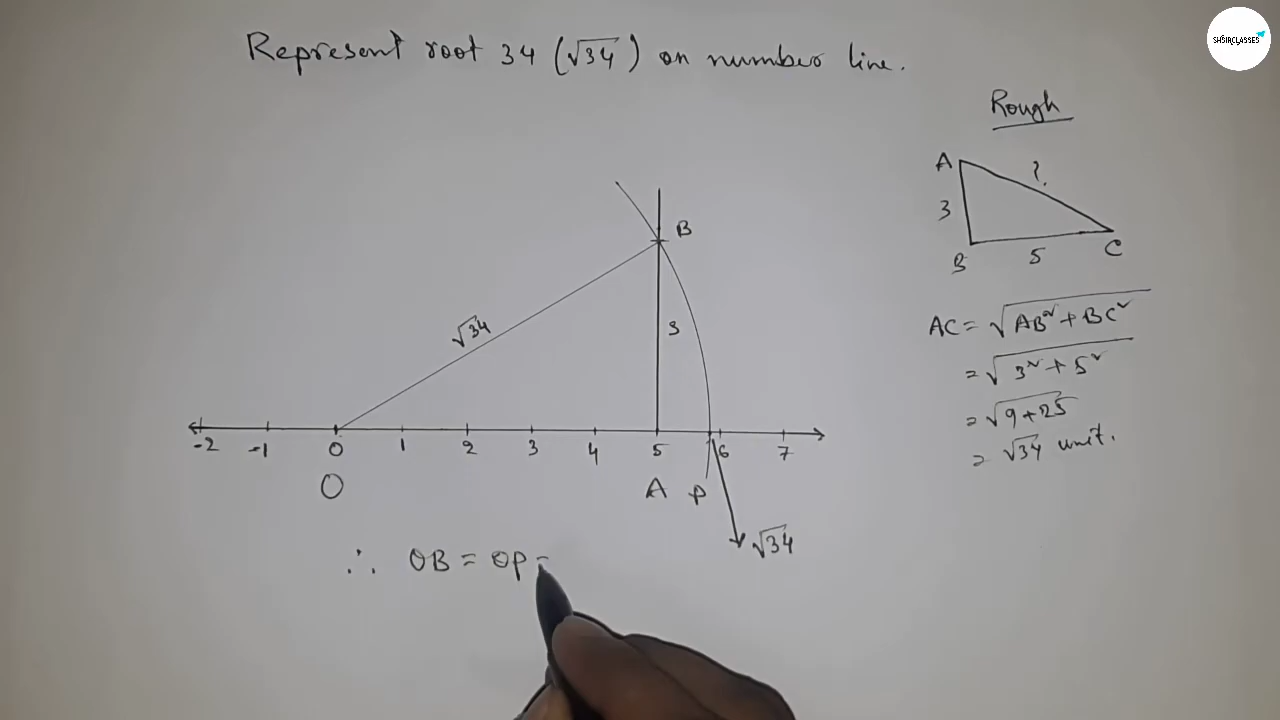 SHSIRCLASSES
Represent root 34 (√34) on number line.
Rough
A
?
3
B
5
C
AC = √AB²+BC²
= √3²+5²
= √9+25
= √34 unit.
B
√34
3
-2 -1 0 1 2 3 4 5 6 7
O A P
√34
∴ OB = OP =